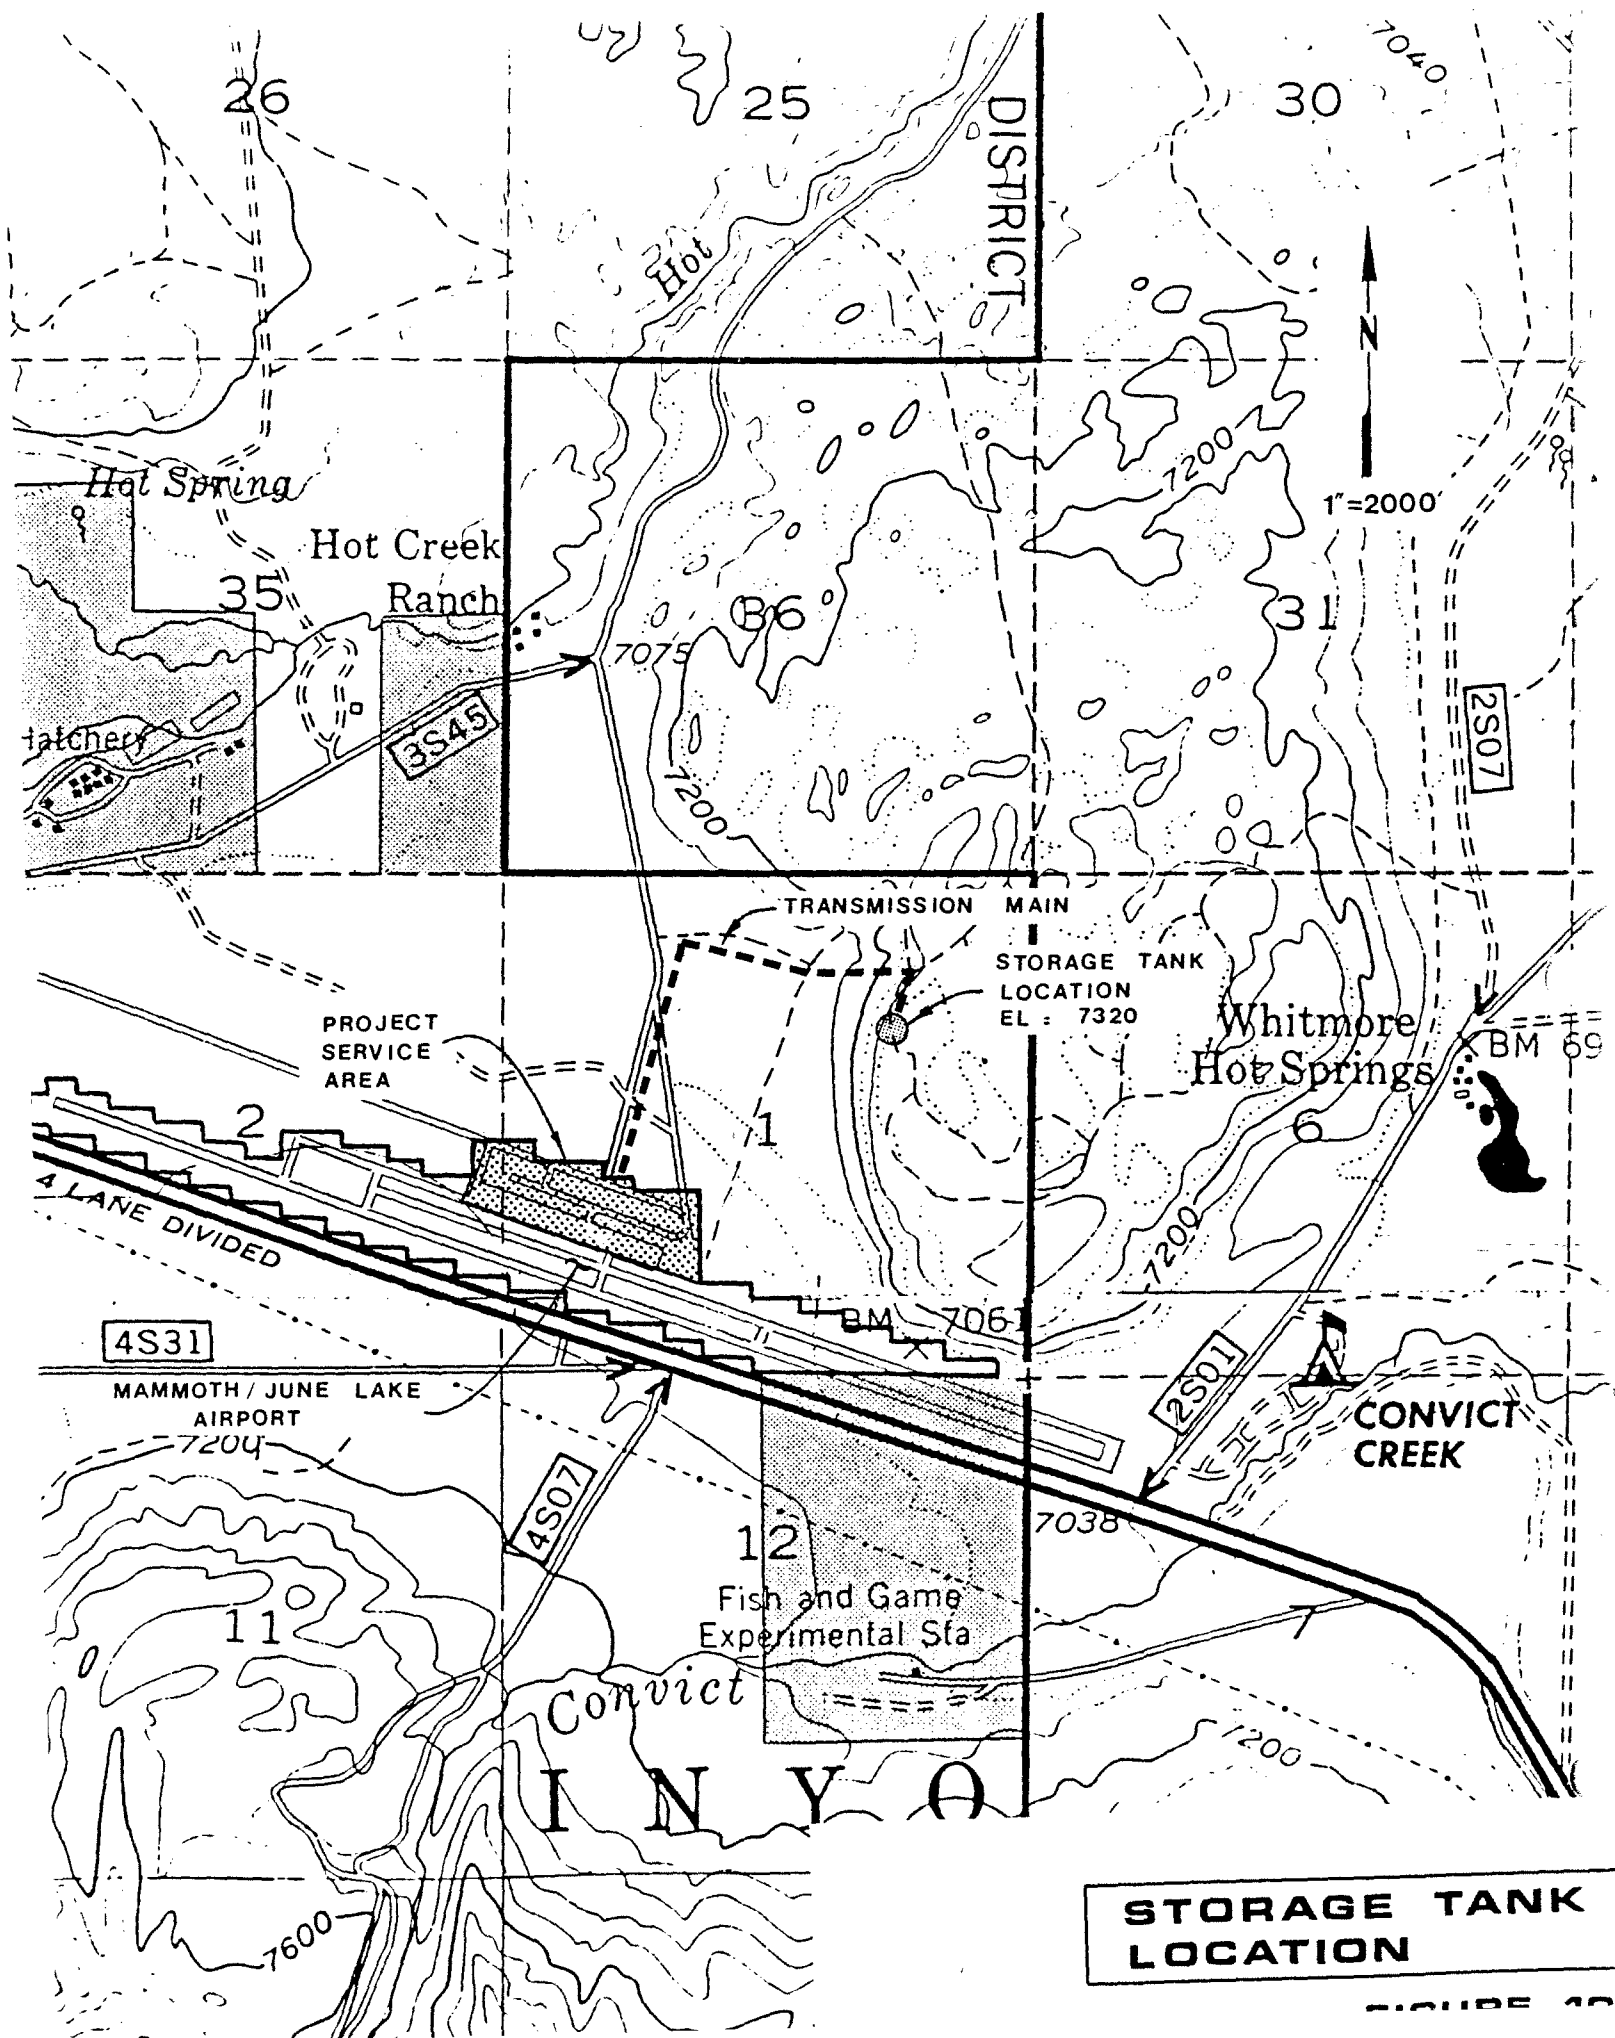 26
25
30
7040
DISTRICT
Hot
N
7200
1"=2000'
Hot Spring
Hot Creek
Ranch
35
31
7075
3S45
2S07
7200
TRANSMISSION MAIN
STORAGE TANK
LOCATION
EL : 7320
PROJECT
SERVICE
AREA
Whitmore
Hot Springs
BM 69
2
1
6
4 LANE DIVIDED
7200
BM 7061
4S31
MAMMOTH / JUNE LAKE
AIRPORT
7200
2S01
CONVICT
CREEK
4S07
7038
12
Fish and Game
Experimental Sta
11
Convict
7200
INYO
7600
STORAGE TANK
LOCATION